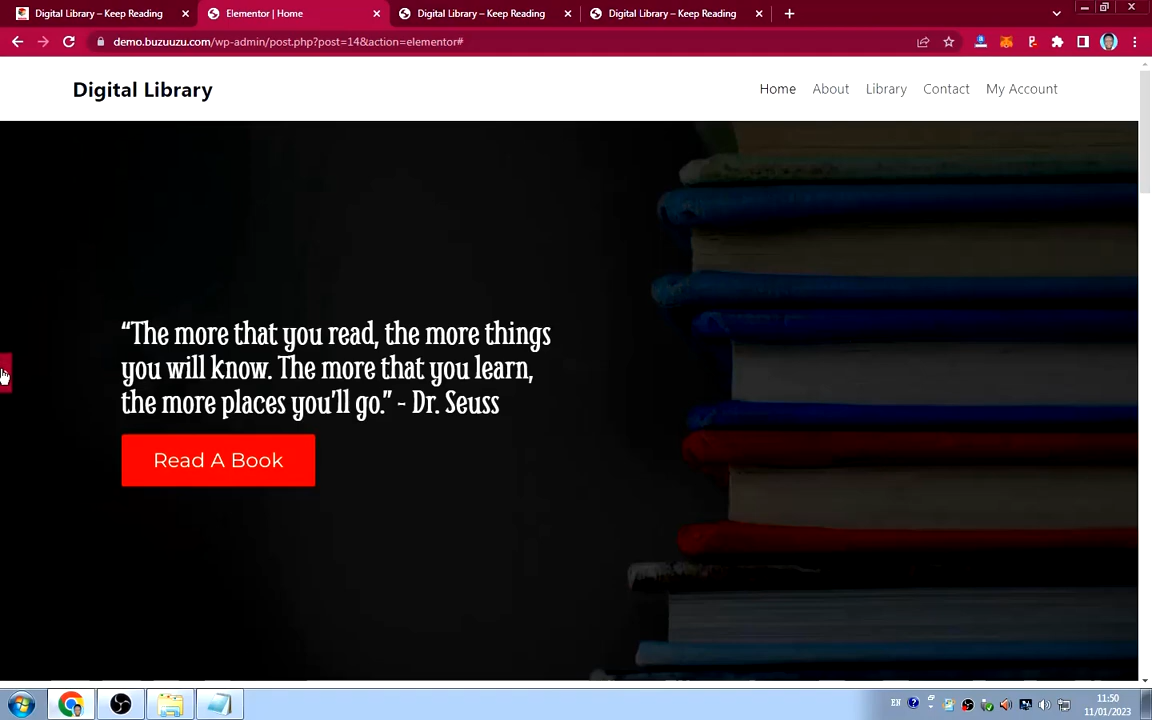 Digital Library – Keep Reading
Elementor | Home
Digital Library – Keep Reading
Digital Library – Keep Reading
demo.buzuuzu.com/wp-admin/post.php?post=14&action=elementor#
Digital Library
Home
About
Library
Contact
My Account
“The more that you read, the more things
you will know. The more that you learn,
the more places you'll go.” - Dr. Seuss
Read A Book
EN
11:50
11/01/2023